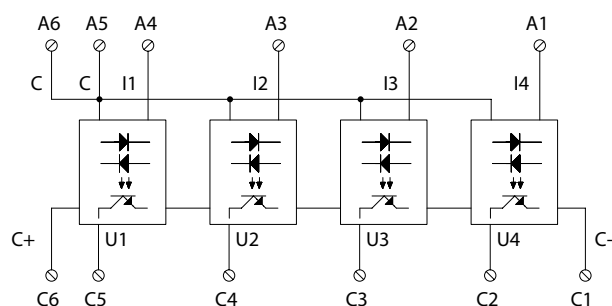 A6 A5 A4 A3 A2 A1
C C I1 I2 I3 I4
C+ U1 U2 U3 U4 C-
C6 C5 C4 C3 C2 C1